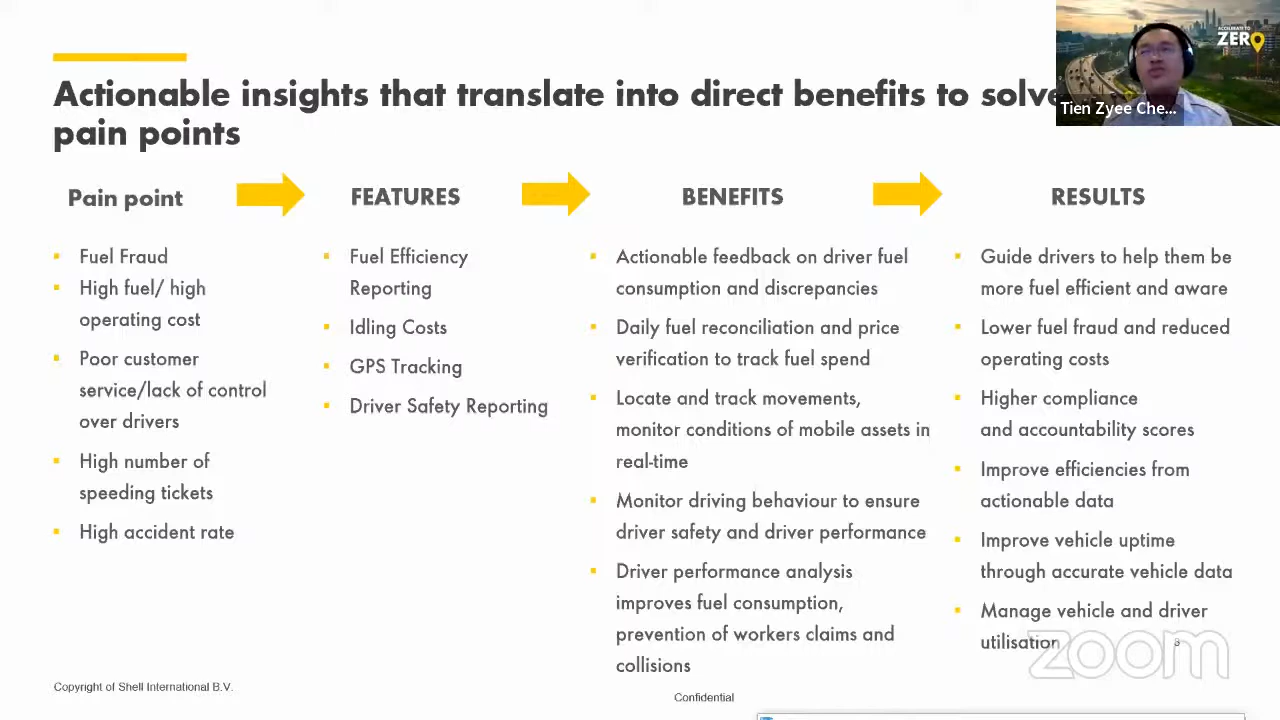 Actionable insights that translate into direct benefits to solve
pain points
ACCELERATE TO
ZERO
Tien Zyee Che...
Pain point
FEATURES
BENEFITS
RESULTS
Fuel Fraud
High fuel/ high
operating cost
Poor customer
service/lack of control
over drivers
High number of
speeding tickets
High accident rate
Fuel Efficiency
Reporting
Idling Costs
GPS Tracking
Driver Safety Reporting
Actionable feedback on driver fuel
consumption and discrepancies
Daily fuel reconciliation and price
verification to track fuel spend
Locate and track movements,
monitor conditions of mobile assets in
real-time
Monitor driving behaviour to ensure
driver safety and driver performance
Driver performance analysis
improves fuel consumption,
prevention of workers claims and
collisions
Guide drivers to help them be
more fuel efficient and aware
Lower fuel fraud and reduced
operating costs
Higher compliance
and accountability scores
Improve efficiencies from
actionable data
Improve vehicle uptime
through accurate vehicle data
Manage vehicle and driver
utilisation
zoom
Copyright of Shell International B.V.
Confidential